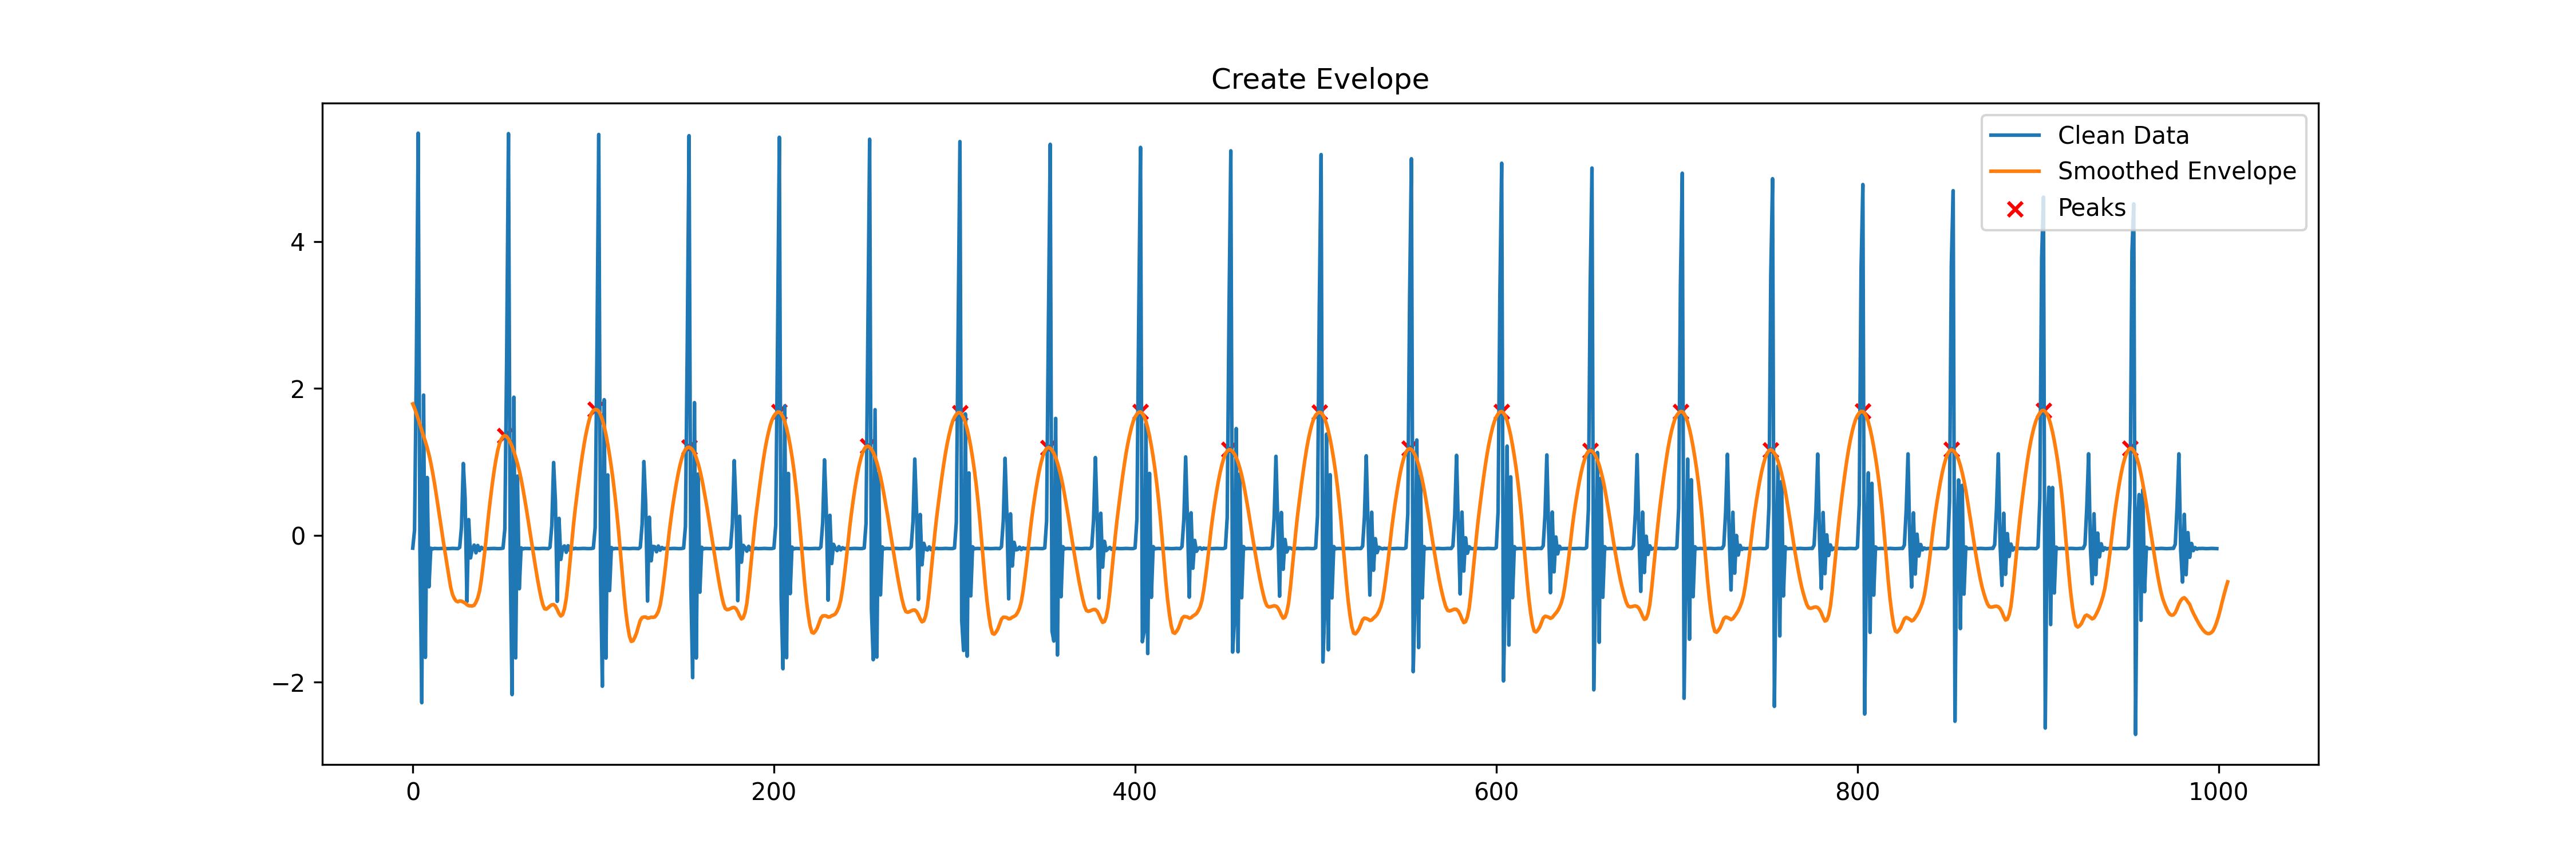 Create Evelope
Clean Data
Smoothed Envelope
Peaks
4
2
0
−2
0
200
400
600
800
1000